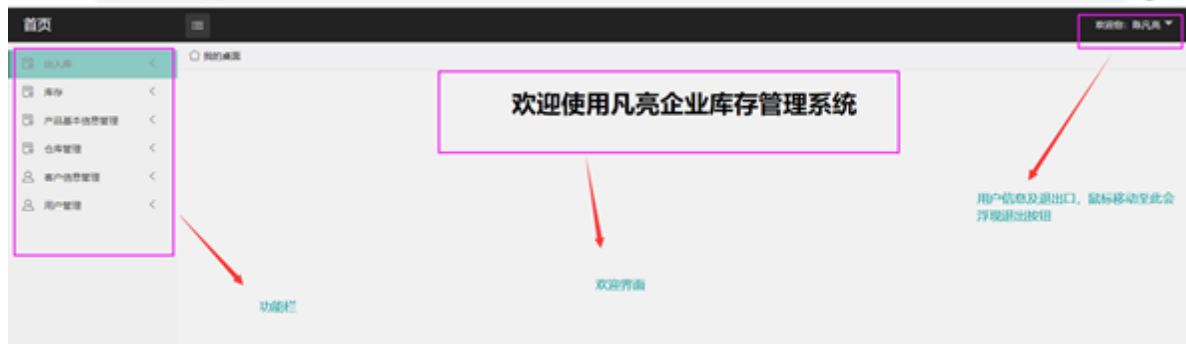 首页
欢迎你：陈凡亮
出入库
我的桌面
库存
产品基本信息管理
仓库管理
客户信息管理
用户管理
欢迎使用凡亮企业库存管理系统
用户信息及退出口，鼠标移动至此会
浮现退出按钮
欢迎界面
功能栏